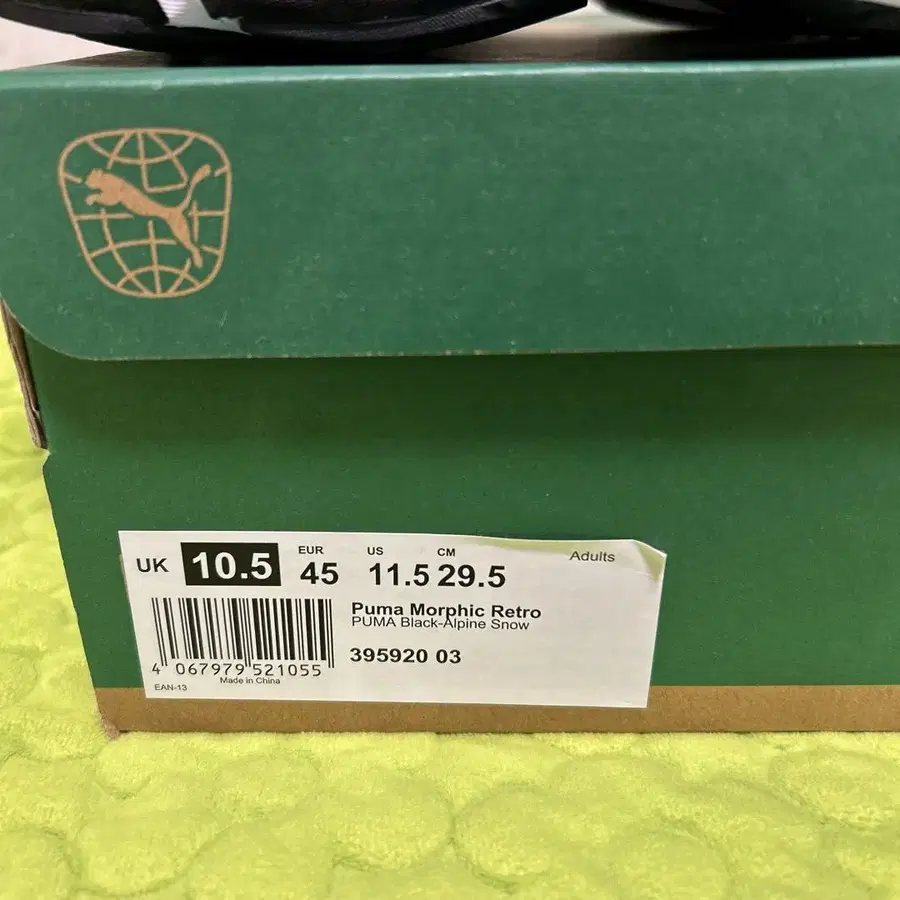 UK 10.5 EUR 45 US 11.5 CM 29.5 Adults
Puma Morphic Retro
PUMA Black-Alpine Snow
395920 03
4 067979 521055
Made in China
EAN-13